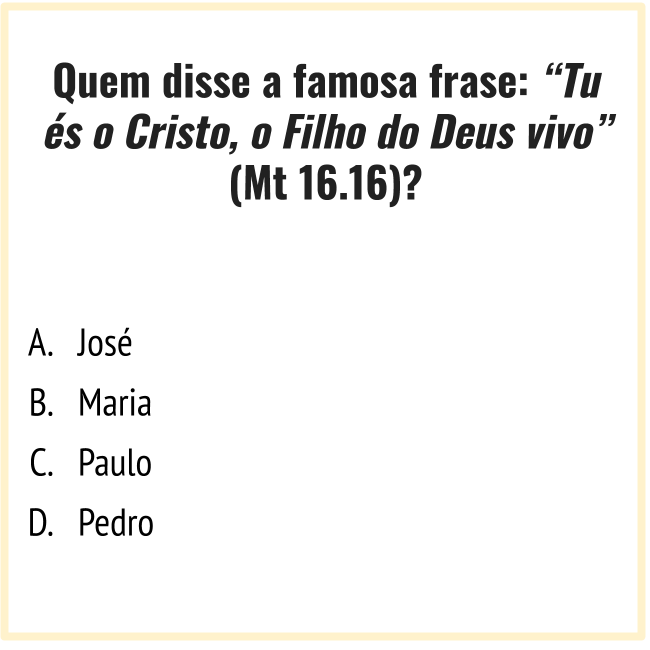 Quem disse a famosa frase: “Tu
és o Cristo, o Filho do Deus vivo”
(Mt 16.16)?
A. José
B. Maria
C. Paulo
D. Pedro